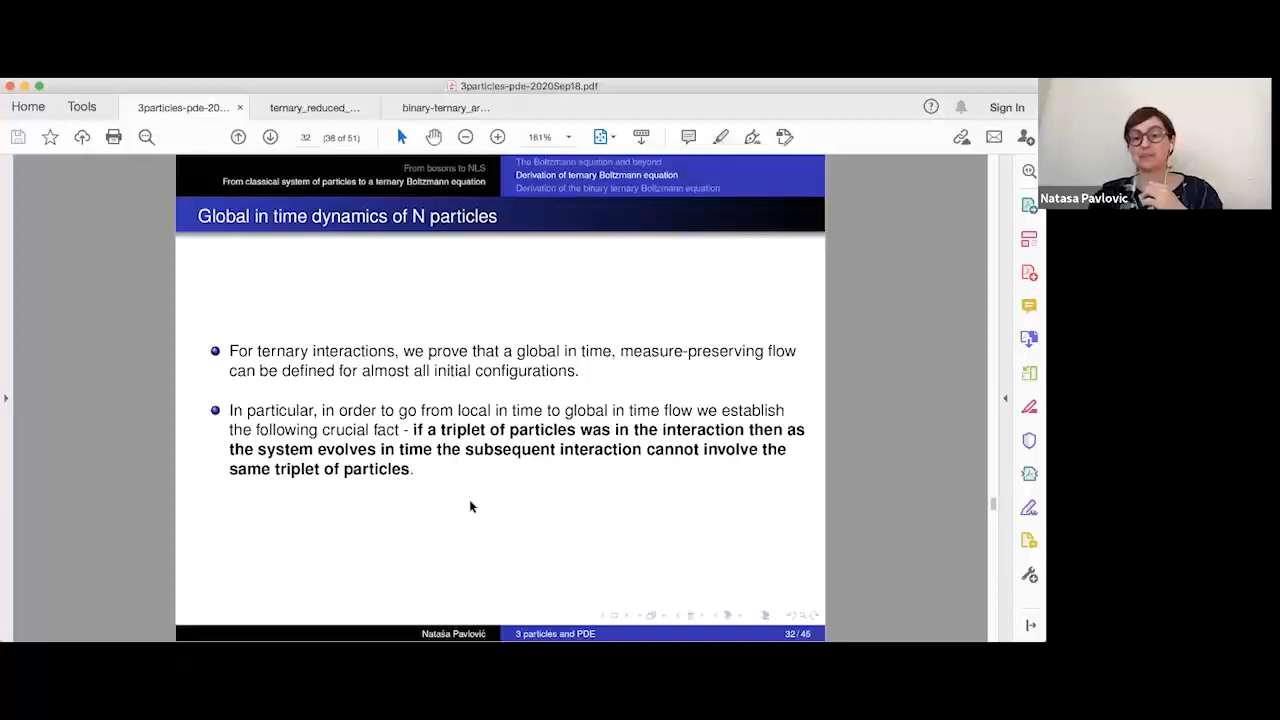 3particles-pde-2020Sep18.pdf
Home
Tools
3particles-pde-20...
×
ternary_reduced_...
binary-ternary_ar...
Sign In
32
(36 of 51)
161%
From bosons to NLS
From classical system of particles to a ternary Boltzmann equation
The Boltzmann equation and beyond
Derivation of ternary Boltzmann equation
Derivation of the binary ternary Boltzmann equation
Global in time dynamics of N particles
For ternary interactions, we prove that a global in time, measure-preserving flow
can be defined for almost all initial configurations.
In particular, in order to go from local in time to global in time flow we establish
the following crucial fact - if a triplet of particles was in the interaction then as
the system evolves in time the subsequent interaction cannot involve the
same triplet of particles.
Nataša Pavlović
3 particles and PDE
32 / 45
Natasa Pavlovic